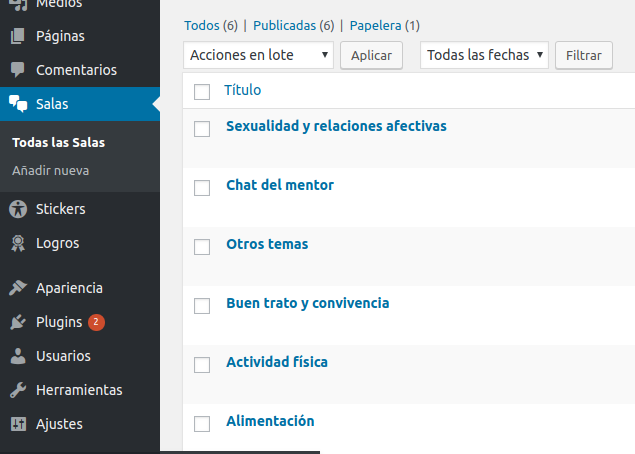 Medios
Páginas
Comentarios
Salas
Todas las Salas
Añadir nueva
Stickers
Logros
Apariencia
Plugins 2
Usuarios
Herramientas
Ajustes
Todos (6) | Publicadas (6) | Papelera (1)
Acciones en lote Aplicar Todas las fechas Filtrar
Título
Sexualidad y relaciones afectivas
Chat del mentor
Otros temas
Buen trato y convivencia
Actividad física
Alimentación